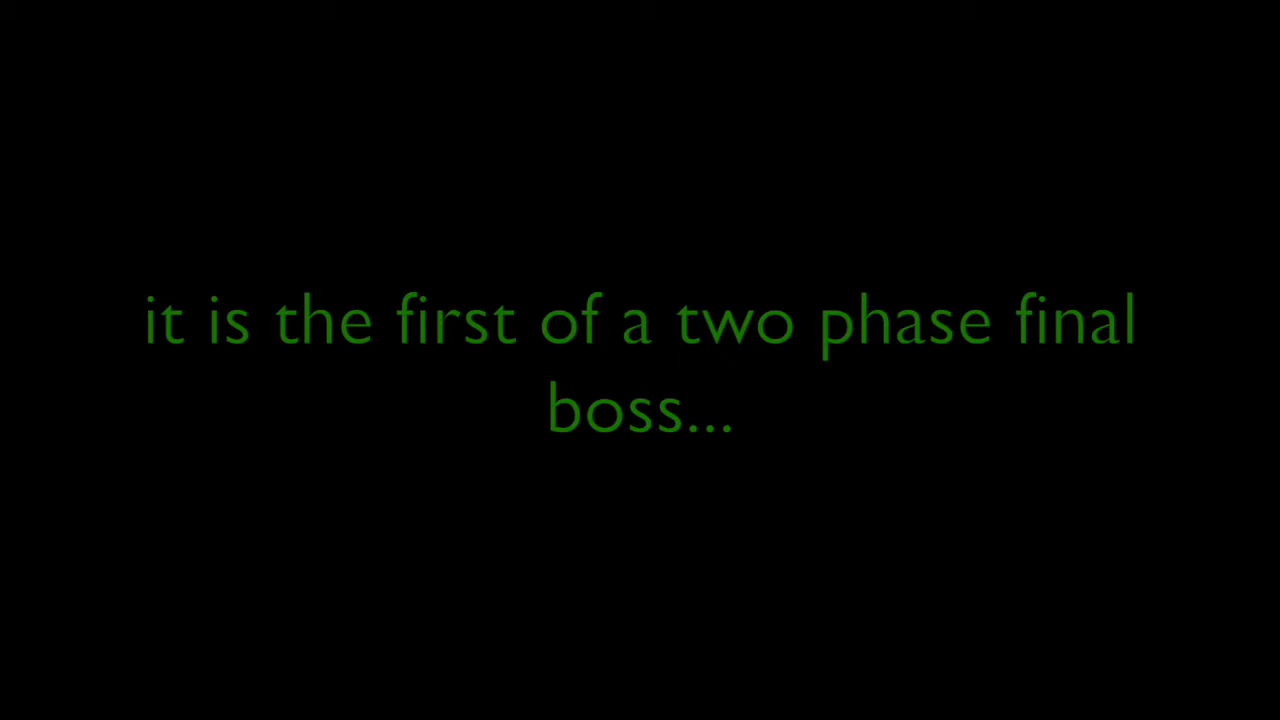 it is the first of a two phase final
boss...